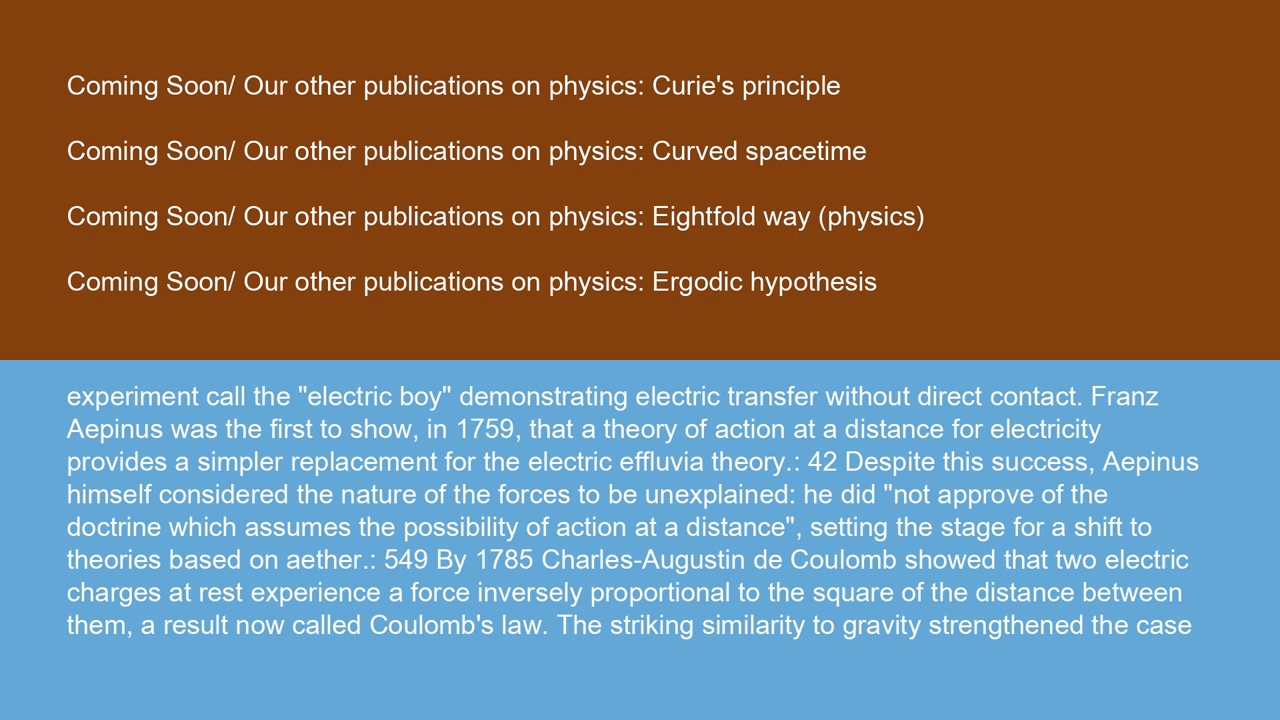 Coming Soon/ Our other publications on physics: Curie's principle
Coming Soon/ Our other publications on physics: Curved spacetime
Coming Soon/ Our other publications on physics: Eightfold way (physics)
Coming Soon/ Our other publications on physics: Ergodic hypothesis
experiment call the "electric boy" demonstrating electric transfer without direct contact. Franz
Aepinus was the first to show, in 1759, that a theory of action at a distance for electricity
provides a simpler replacement for the electric effluvia theory.: 42 Despite this success, Aepinus
himself considered the nature of the forces to be unexplained: he did "not approve of the
doctrine which assumes the possibility of action at a distance", setting the stage for a shift to
theories based on aether.: 549 By 1785 Charles-Augustin de Coulomb showed that two electric
charges at rest experience a force inversely proportional to the square of the distance between
them, a result now called Coulomb's law. The striking similarity to gravity strengthened the case